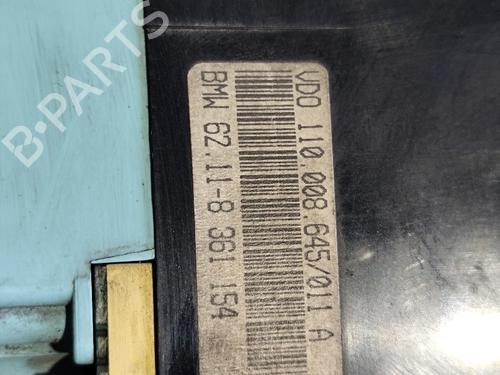 VDO 110.008.645/011 A
BMW 62.11-8 361 154
B-PARTS